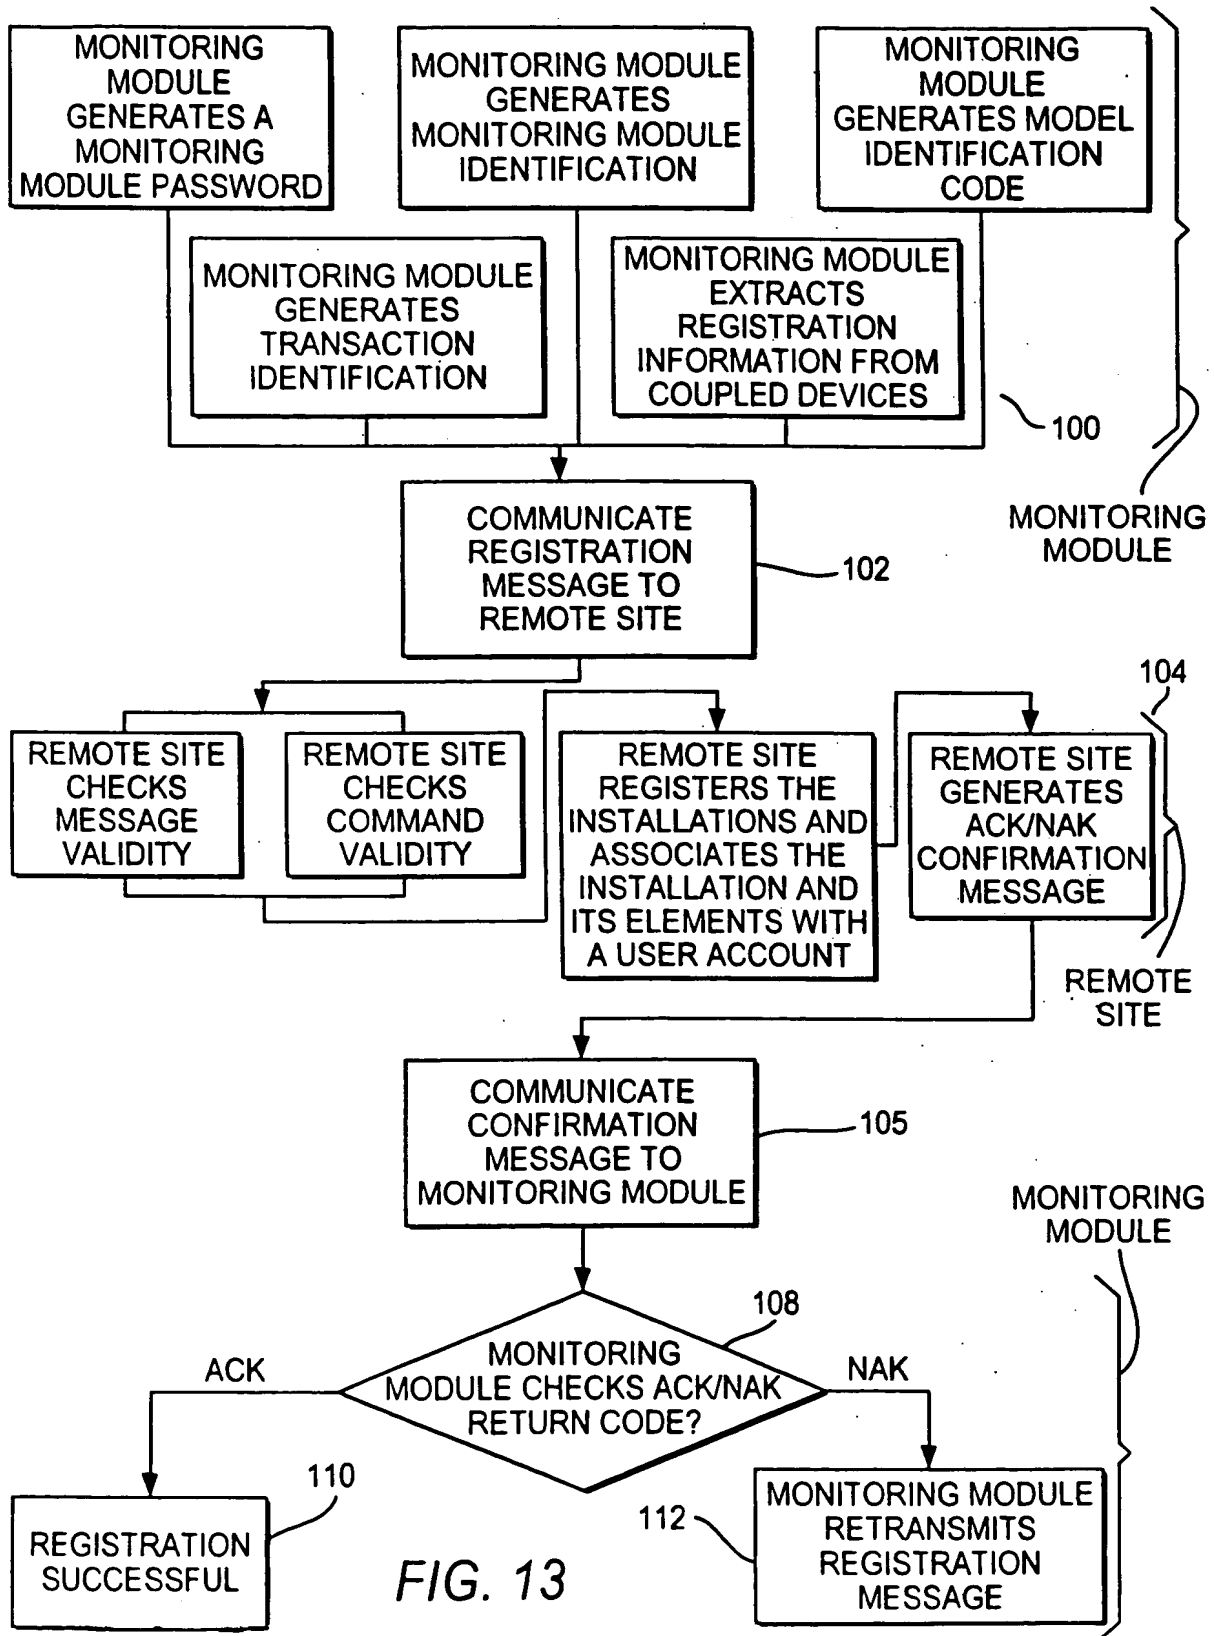 MONITORING
MODULE
GENERATES A
MONITORING
MODULE PASSWORD
MONITORING MODULE
GENERATES
MONITORING MODULE
IDENTIFICATION
MONITORING
MODULE
GENERATES MODEL
IDENTIFICATION
CODE
MONITORING MODULE
GENERATES
TRANSACTION
IDENTIFICATION
MONITORING MODULE
EXTRACTS
REGISTRATION
INFORMATION FROM
COUPLED DEVICES
100
MONITORING
MODULE
COMMUNICATE
REGISTRATION
MESSAGE TO
REMOTE SITE
102
104
REMOTE SITE
CHECKS
MESSAGE
VALIDITY
REMOTE SITE
CHECKS
COMMAND
VALIDITY
REMOTE SITE
REGISTERS THE
INSTALLATIONS AND
ASSOCIATES THE
INSTALLATION AND
ITS ELEMENTS WITH
A USER ACCOUNT
REMOTE SITE
GENERATES
ACK/NAK
CONFIRMATION
MESSAGE
REMOTE
SITE
COMMUNICATE
CONFIRMATION
MESSAGE TO
MONITORING MODULE
105
MONITORING
MODULE
108
MONITORING
MODULE CHECKS ACK/NAK
RETURN CODE?
ACK
NAK
110
REGISTRATION
SUCCESSFUL
112
MONITORING MODULE
RETRANSMITS
REGISTRATION
MESSAGE
FIG. 13